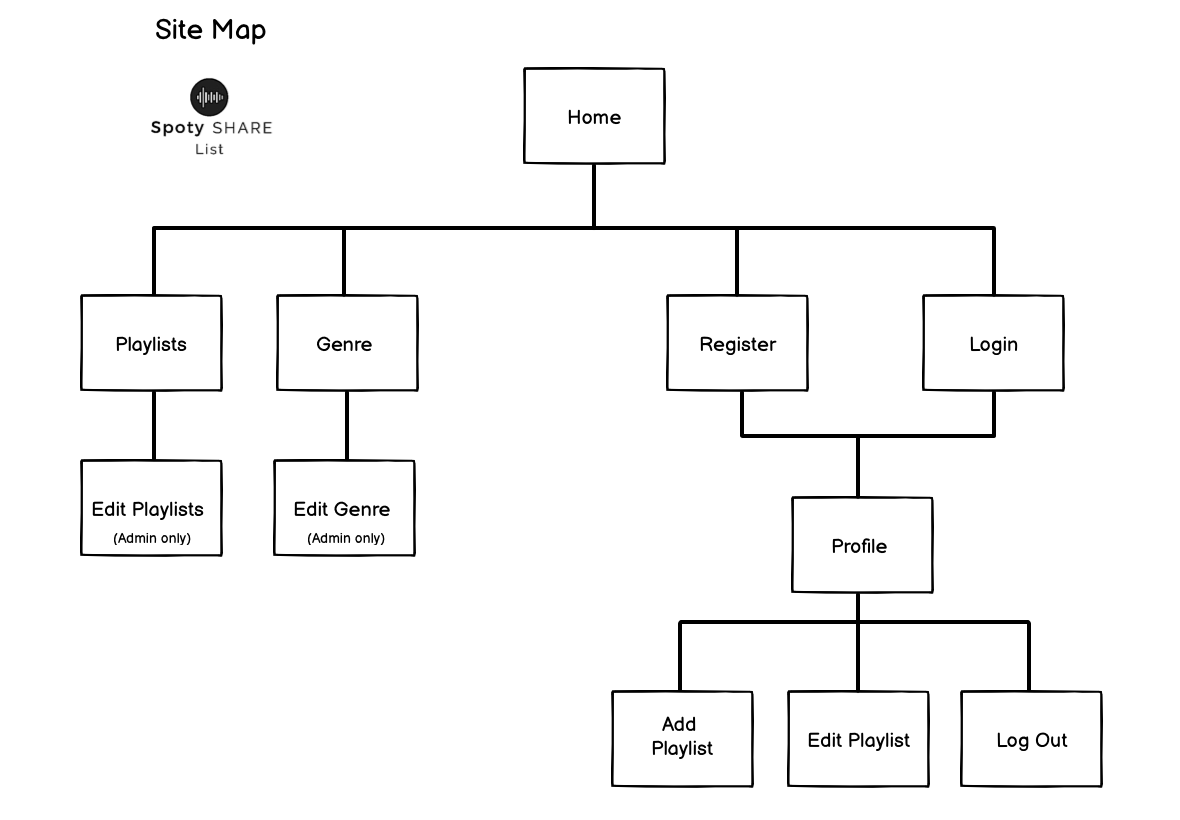 Site Map
Spoty SHARE
List
Home
Playlists
Genre
Register
Login
Edit Playlists
(Admin only)
Edit Genre
(Admin only)
Profile
Add
Playlist
Edit Playlist
Log Out